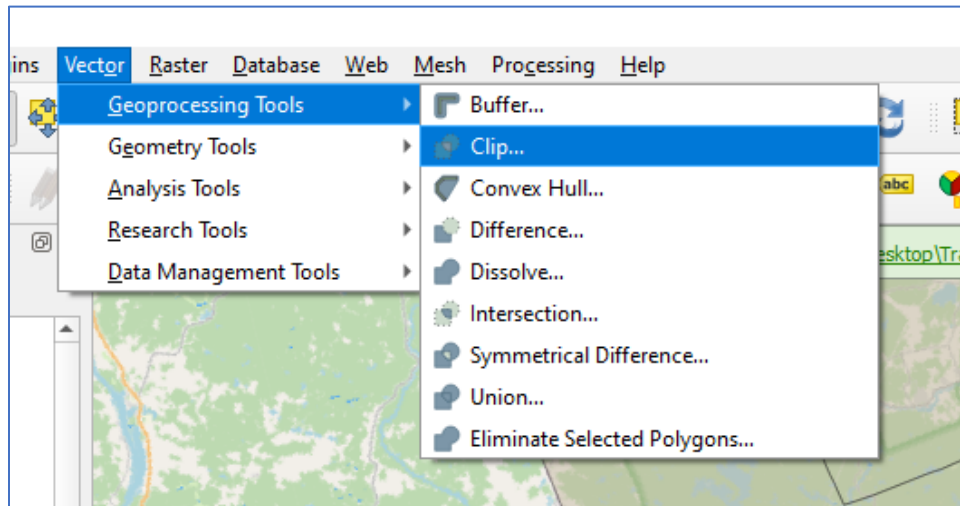 ins Vector Raster Database Web Mesh Processing Help
Geoprocessing Tools
Geometry Tools
Analysis Tools
Research Tools
Data Management Tools
Buffer...
Clip...
Convex Hull...
Difference...
Dissolve...
Intersection...
Symmetrical Difference...
Union...
Eliminate Selected Polygons...
abc
esktop\Tra